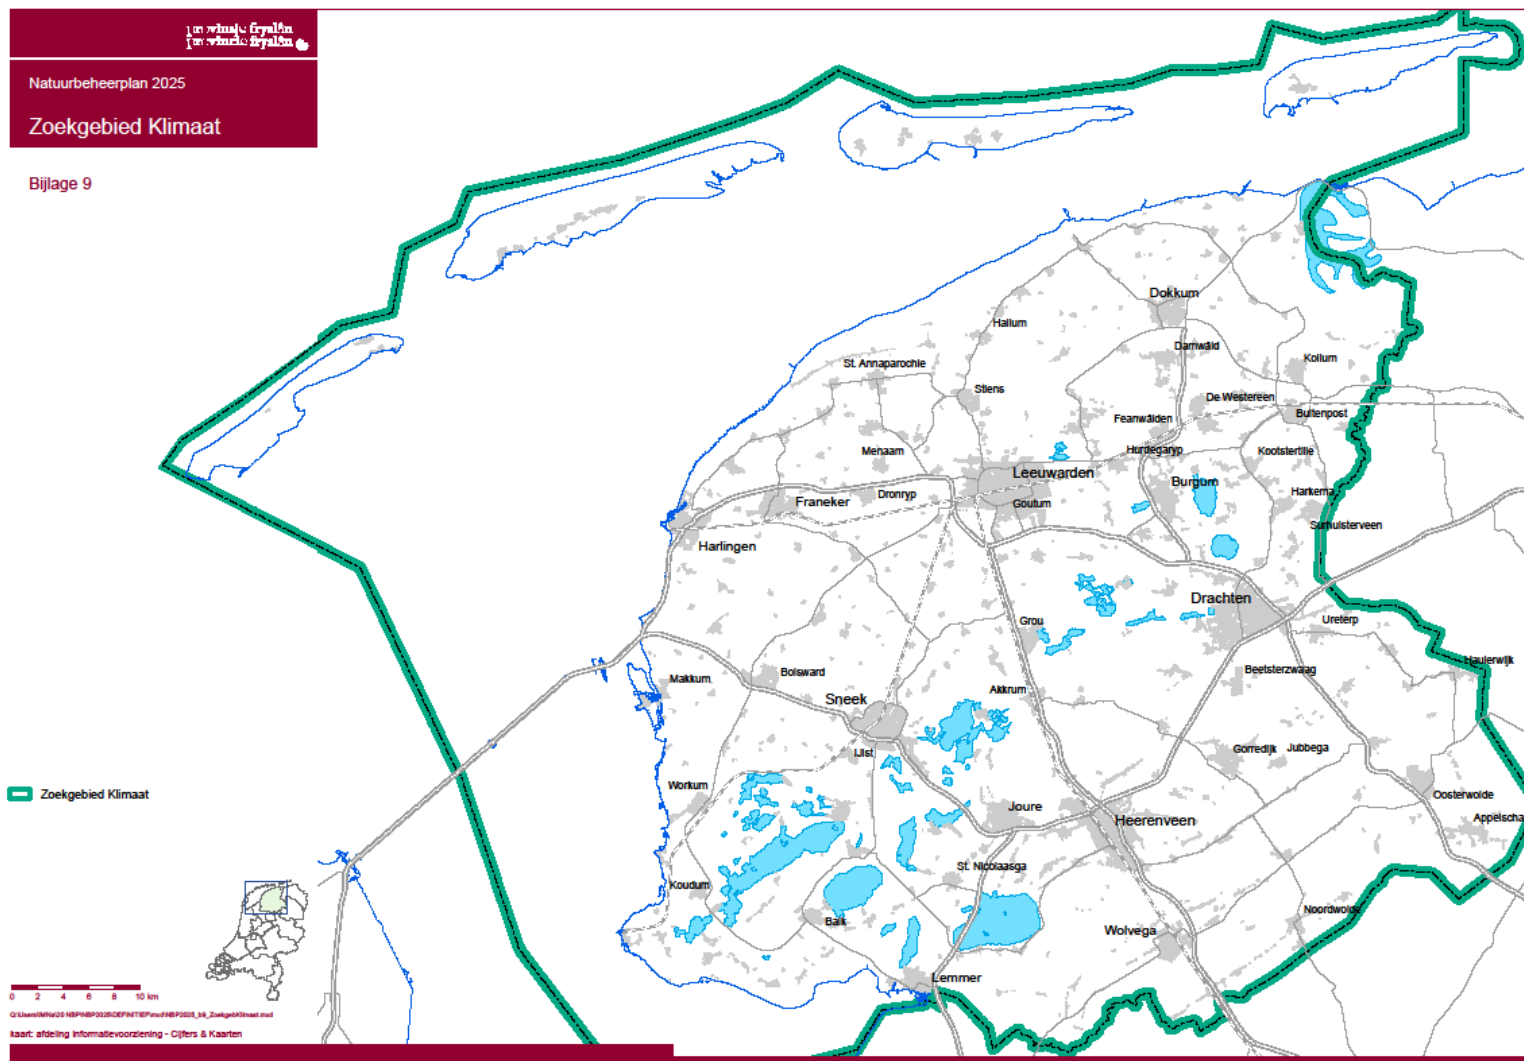 provinsje fryslân
provincie fryslân
Natuurbeheerplan 2025
Zoekgebied Klimaat
Bijlage 9
Dokkum
Hallum
Damwâld
Kollum
St. Annaparochie
Stiens
De Westereen
Buitenpost
Feanwâlden
Menaam
Hurdegaryp
Kootstertille
Leeuwarden
Burgum
Harkema
Franeker
Dronryp
Goutum
Surhuisterveen
Harlingen
Drachten
Grou
Ureterp
Haulerwijk
Beetsterzwaag
Makkum
Bolsward
Sneek
Akkrum
IJlst
Gorredijk
Jubbega
Workum
Zoekgebied Klimaat
Oosterwolde
Joure
Heerenveen
Appelscha
St. Nicolaasga
Koudum
Balk
Noordwolde
Wolvega
Lemmer
0 2 4 6 8 10 km
kaart: afdeling Informatievoorziening - Cijfers & Kaarten